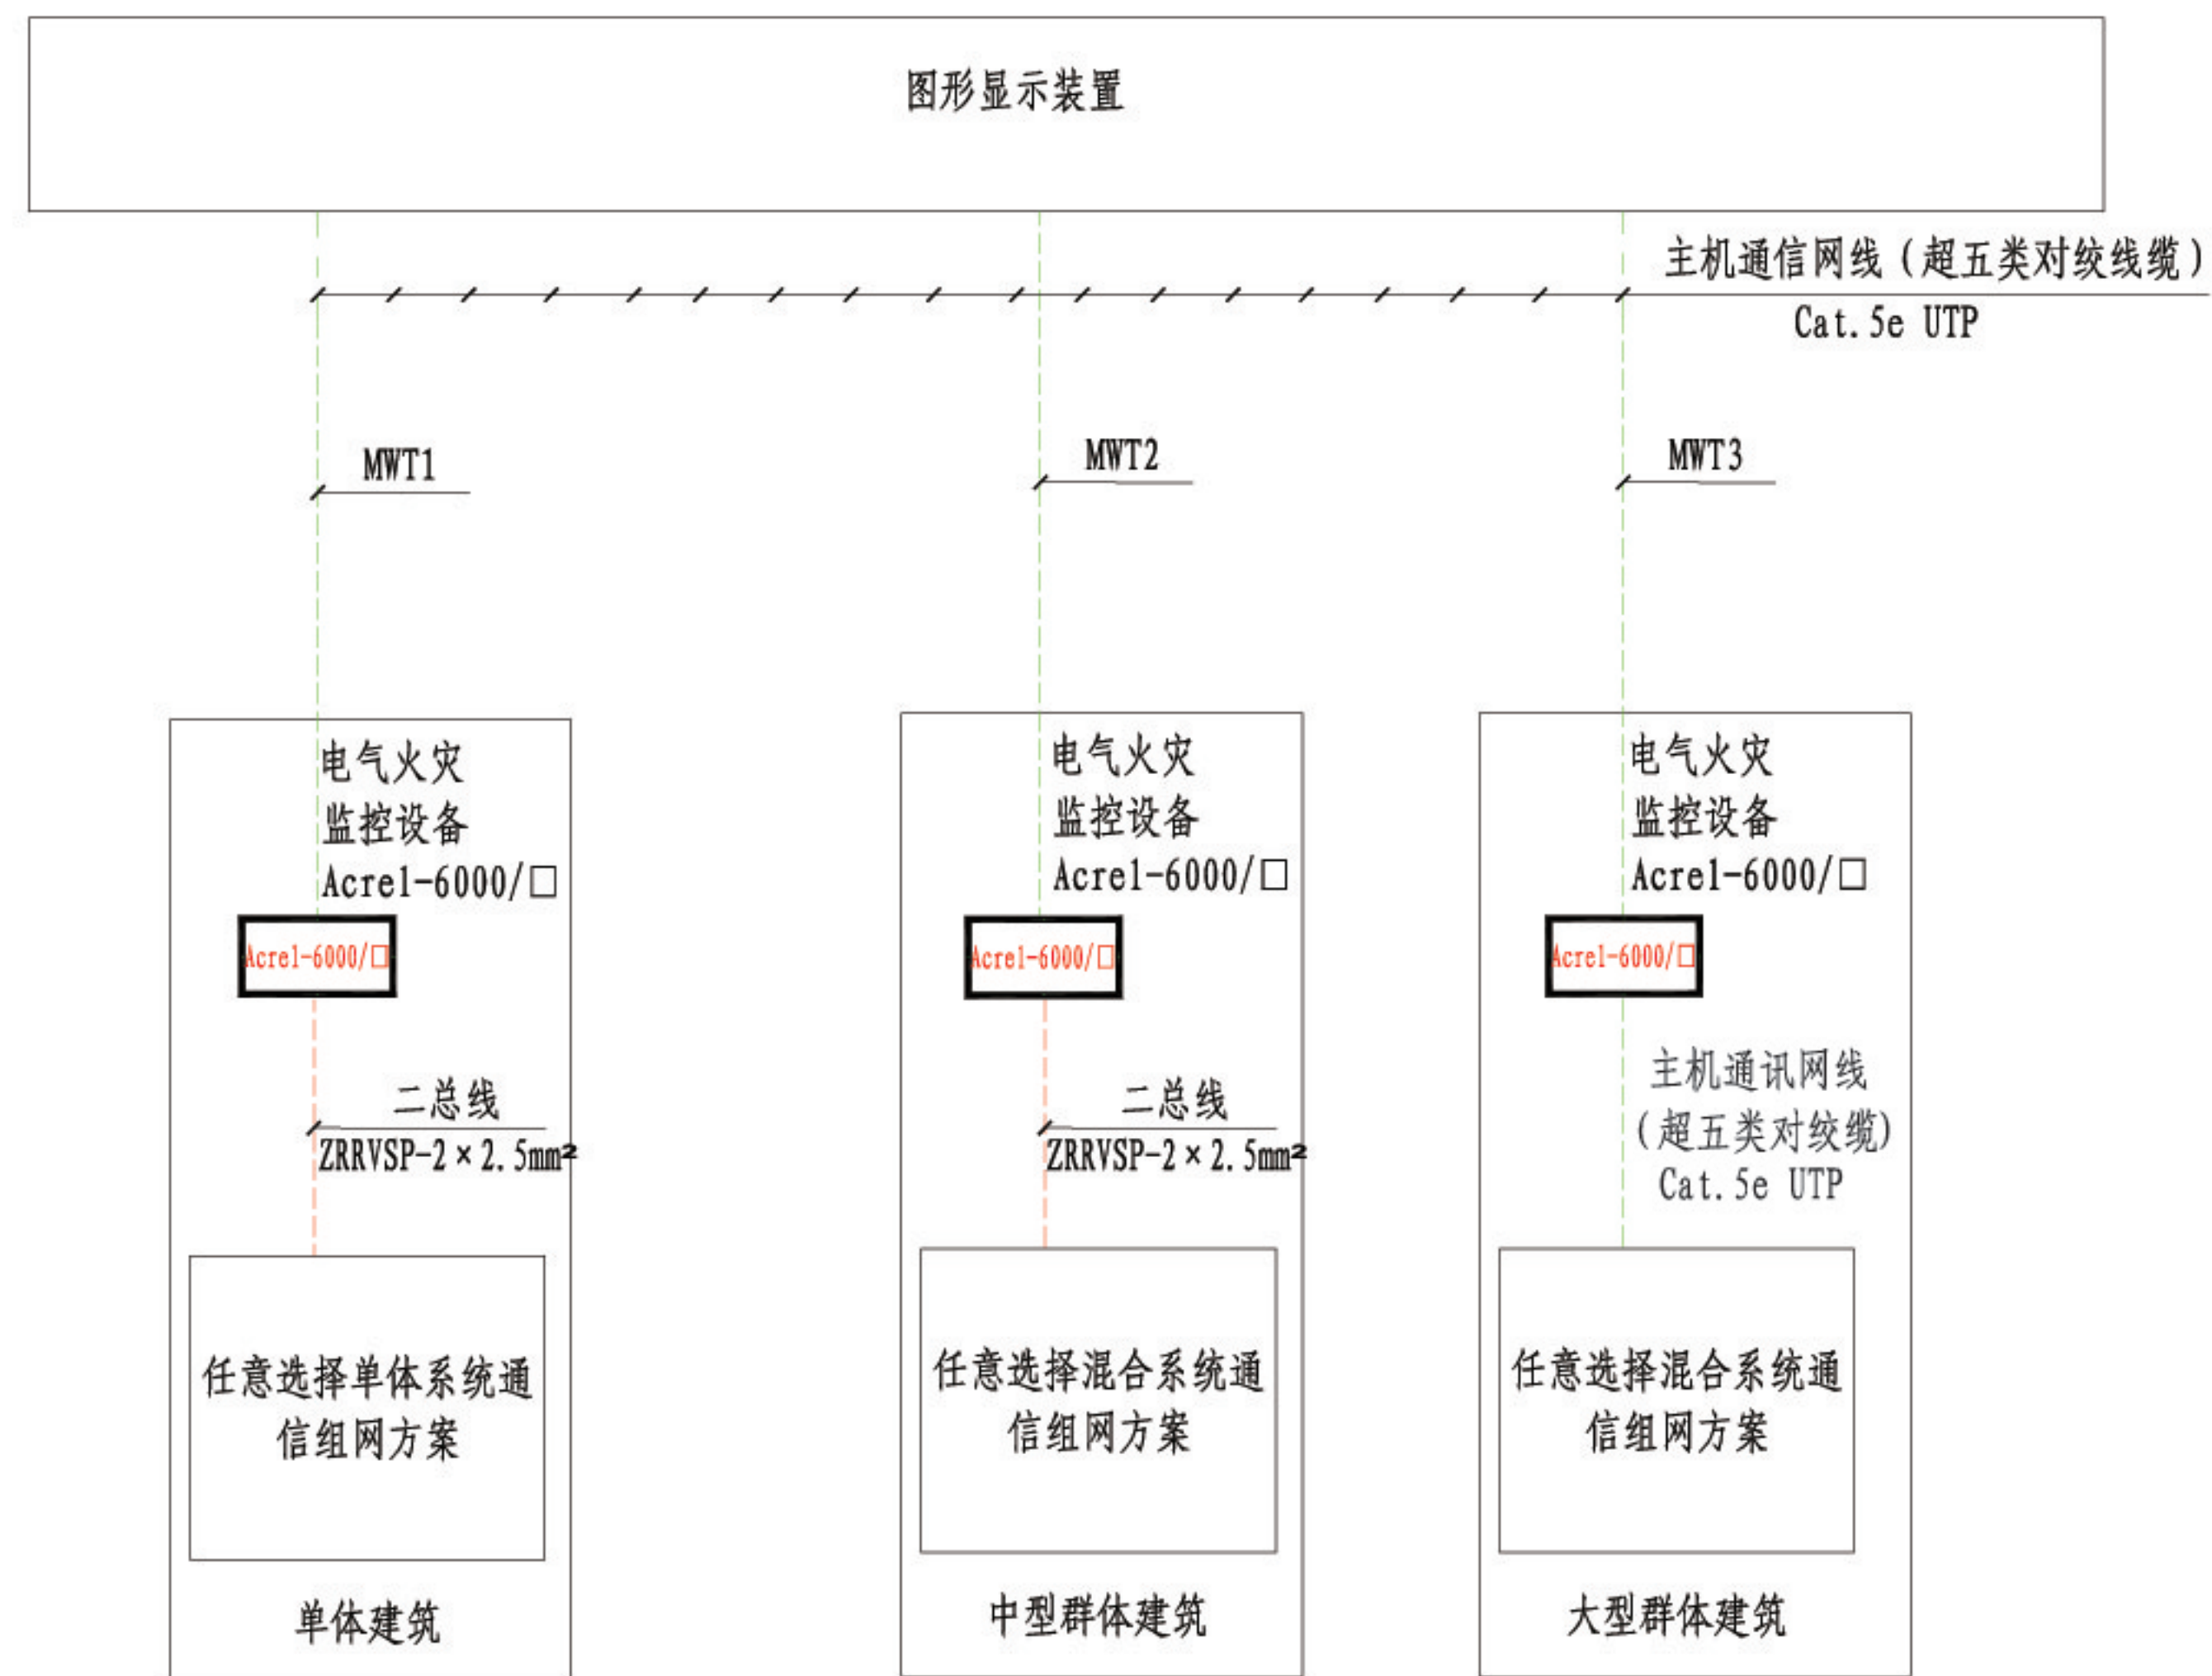 图形显示装置
主机通信网线（超五类对绞线缆）
Cat.5e UTP
MWT1
MWT2
MWT3
电气火灾
监控设备
Acrel-6000/□
Acrel-6000/□
二总线
ZRRVSP-2×2.5mm²
任意选择单体系统通
信组网方案
单体建筑
电气火灾
监控设备
Acrel-6000/□
Acrel-6000/□
二总线
ZRRVSP-2×2.5mm²
任意选择混合系统通
信组网方案
中型群体建筑
电气火灾
监控设备
Acrel-6000/□
Acrel-6000/□
主机通讯网线
（超五类对绞缆）
Cat.5e UTP
任意选择混合系统通
信组网方案
大型群体建筑